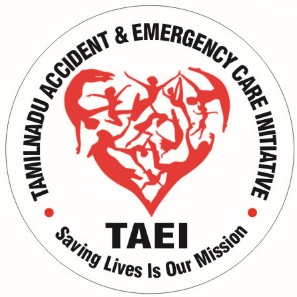 TAMILNADU ACCIDENT & EMERGENCY CARE INITIATIVE
TAEI
Saving Lives Is Our Mission